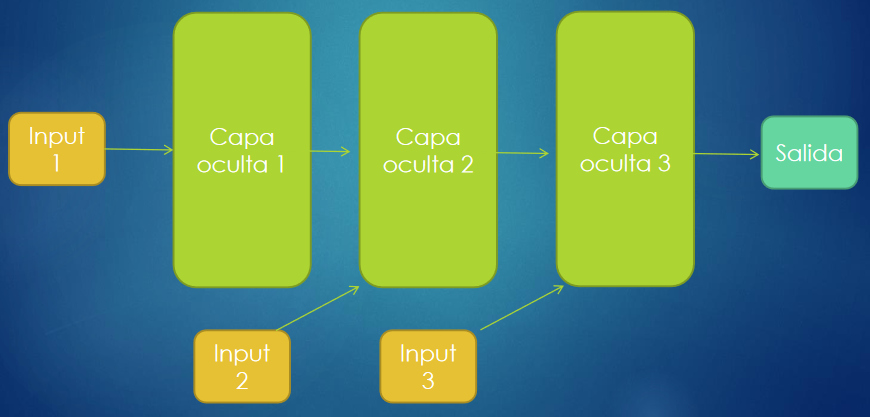 Input
1
Capa
oculta 1
Capa
oculta 2
Capa
oculta 3
Salida
Input
2
Input
3